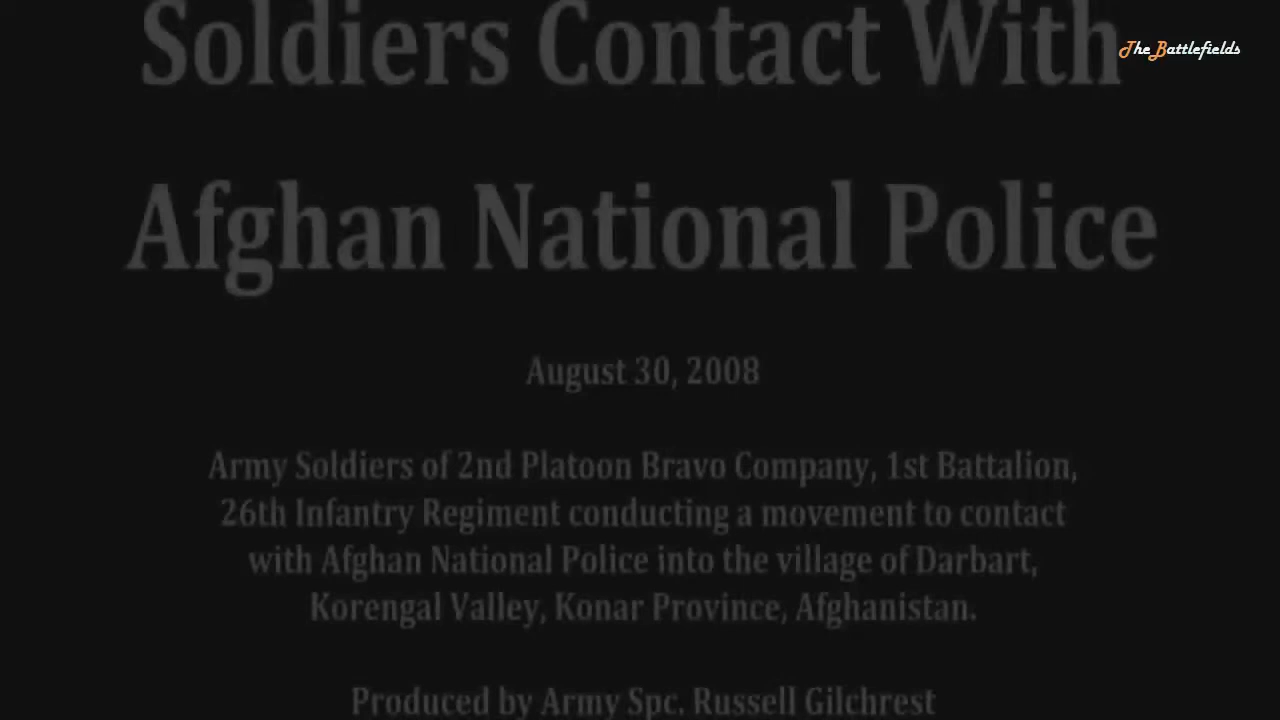 Soldiers Contact With
The Battlefields
Afghan National Police
August 30, 2008
Army Soldiers of 2nd Platoon Bravo Company, 1st Battalion,
26th Infantry Regiment conducting a movement to contact
with Afghan National Police into the village of Darbart,
Korengal Valley, Konar Province, Afghanistan.
Produced by Army Spc. Russell Gilchrest